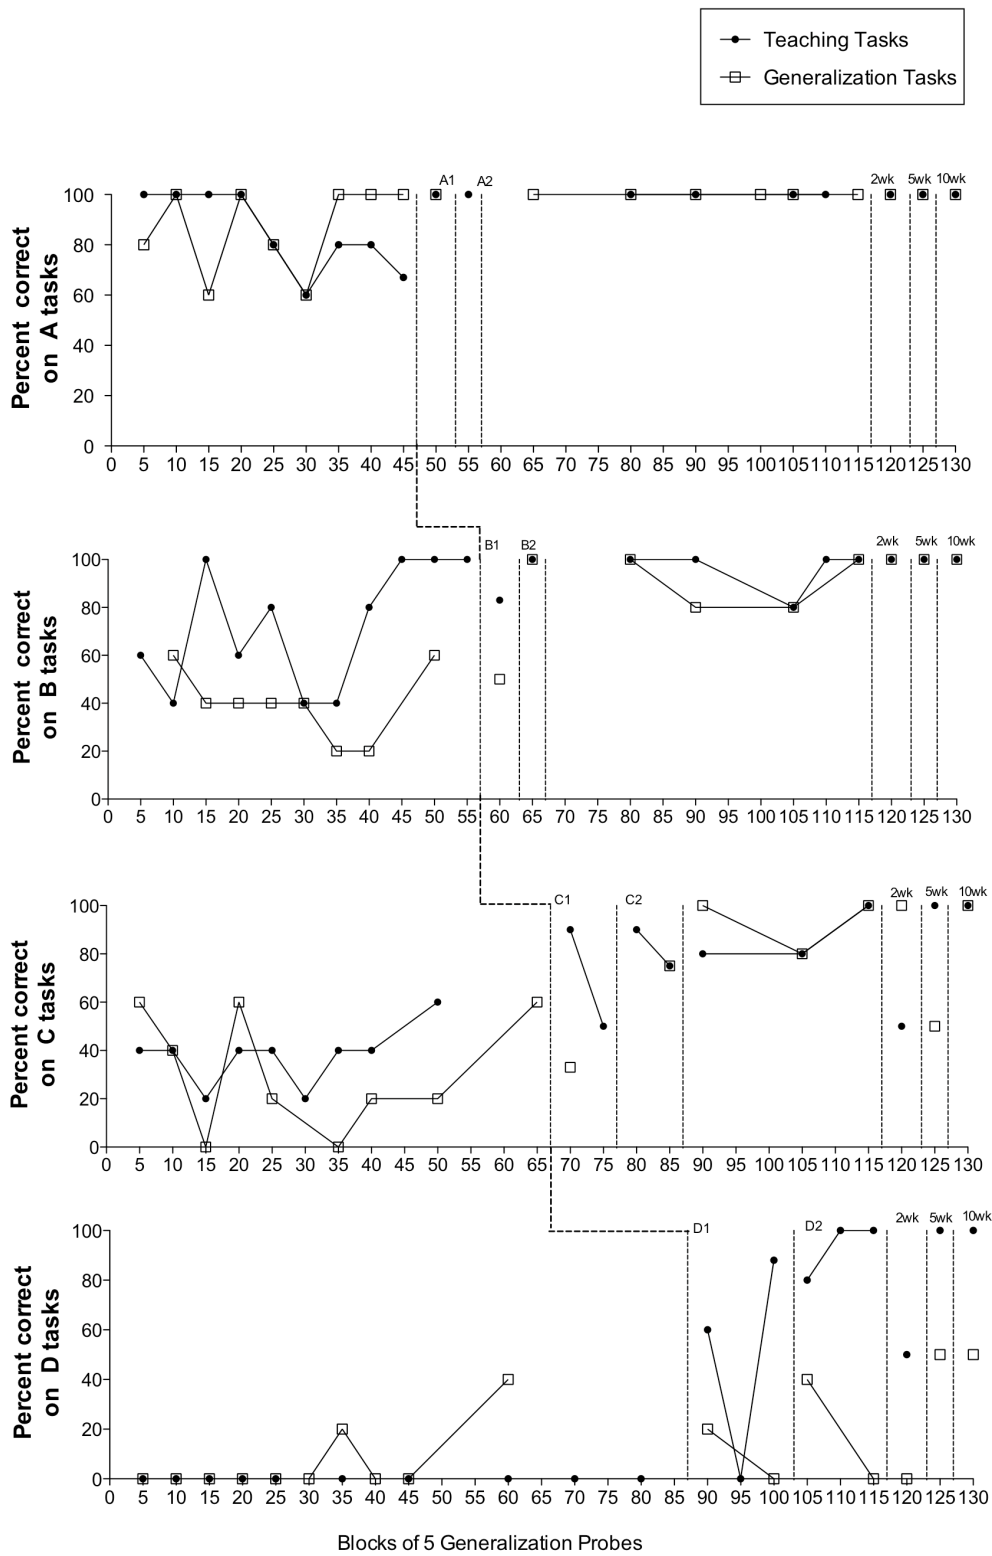 Teaching Tasks
Generalization Tasks
A1 A2 2wk 5wk 10wk
Percent correct
on A tasks
100
80
60
40
20
0
0 5 10 15 20 25 30 35 40 45 50 55 60 65 70 75 80 85 90 95 100 105 110 115 120 125 130
B1 B2 2wk 5wk 10wk
Percent correct
on B tasks
100
80
60
40
20
0
0 5 10 15 20 25 30 35 40 45 50 55 60 65 70 75 80 85 90 95 100 105 110 115 120 125 130
C1 C2 2wk 5wk 10wk
Percent correct
on C tasks
100
80
60
40
20
0
0 5 10 15 20 25 30 35 40 45 50 55 60 65 70 75 80 85 90 95 100 105 110 115 120 125 130
D1 D2 2wk 5wk 10wk
Percent correct
on D tasks
100
80
60
40
20
0
0 5 10 15 20 25 30 35 40 45 50 55 60 65 70 75 80 85 90 95 100 105 110 115 120 125 130
Blocks of 5 Generalization Probes